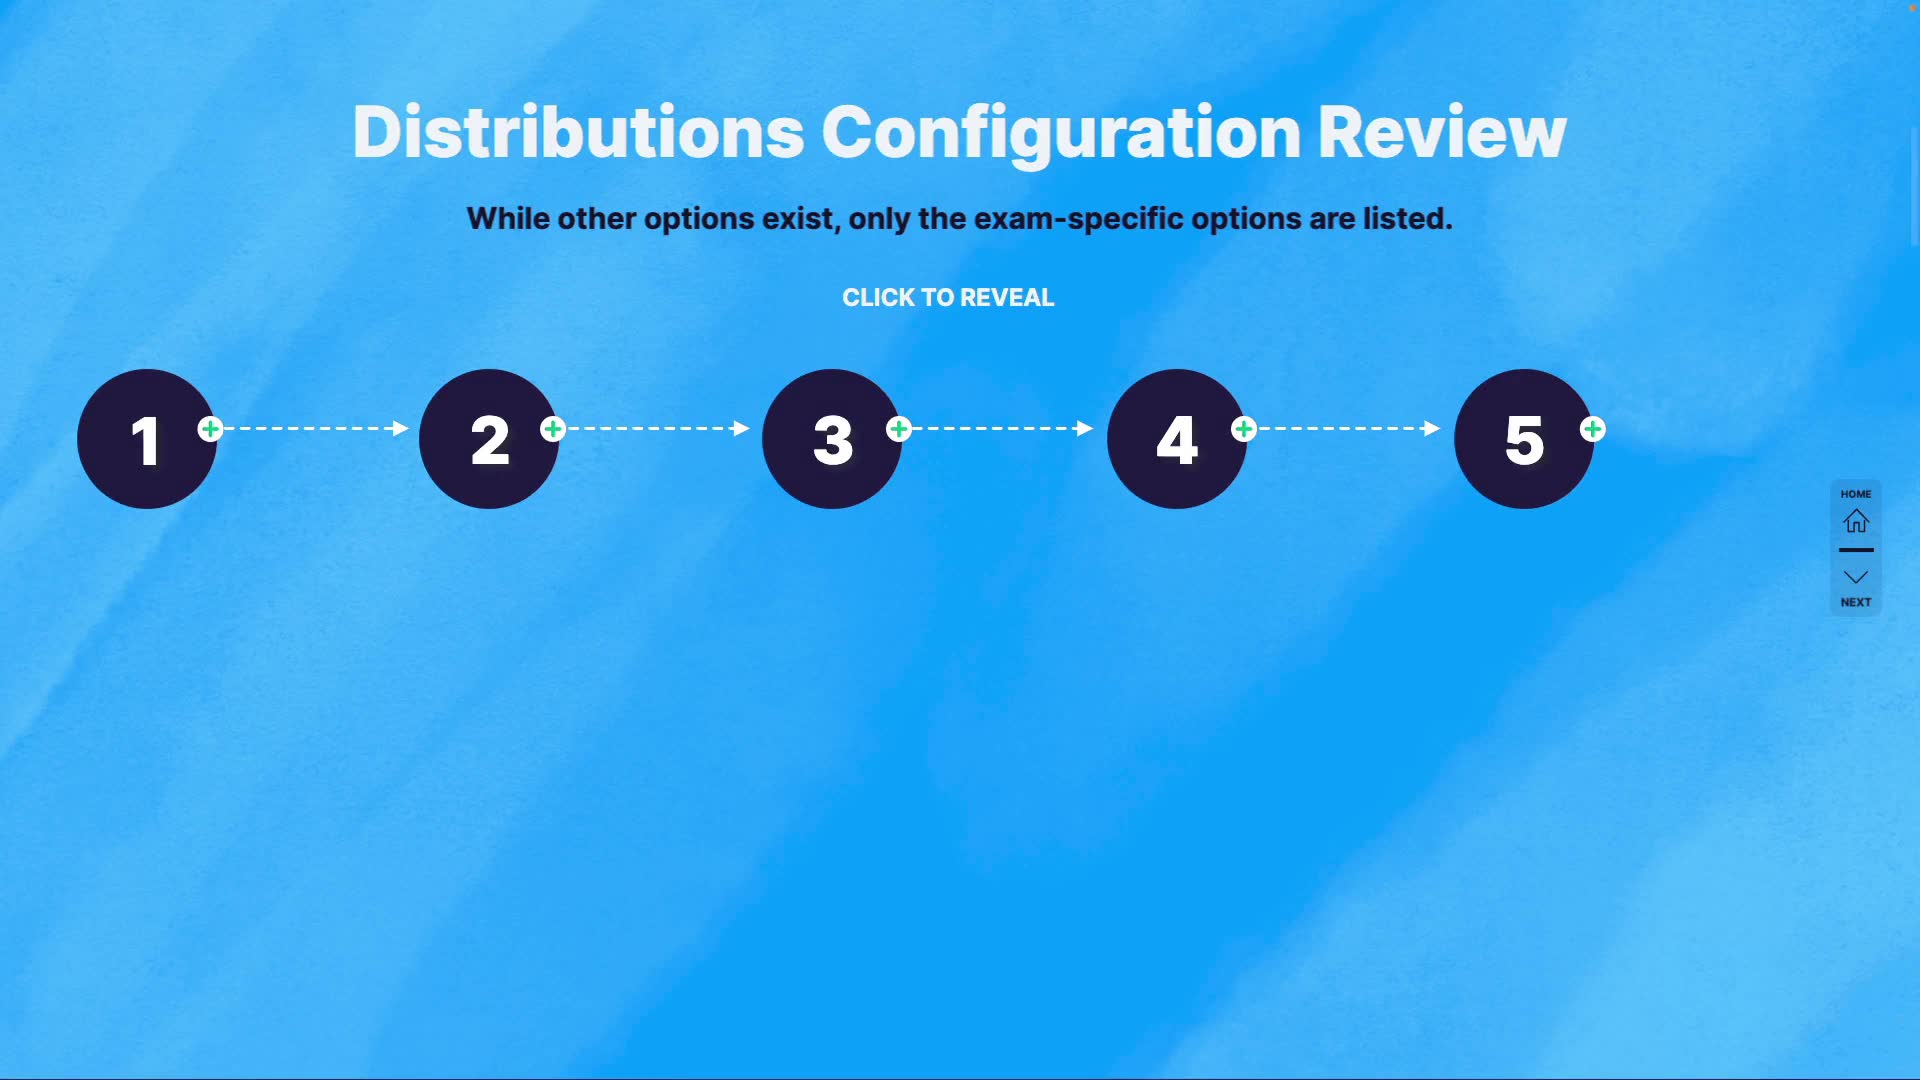 Distributions Configuration Review
While other options exist, only the exam-specific options are listed.
CLICK TO REVEAL
1
2
3
4
5
HOME
NEXT